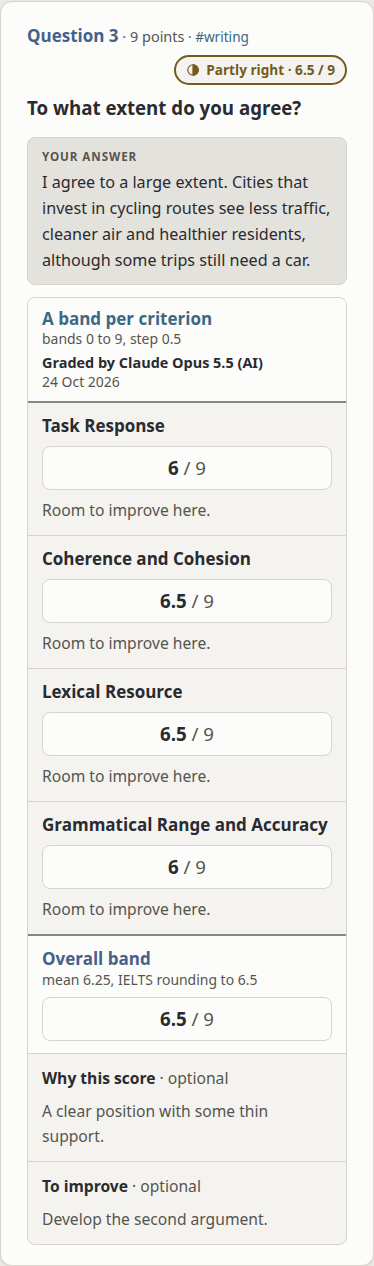 Question 3 · 9 points · #writing
Partly right · 6.5 / 9
To what extent do you agree?
YOUR ANSWER
I agree to a large extent. Cities that
invest in cycling routes see less traffic,
cleaner air and healthier residents,
although some trips still need a car.
A band per criterion
bands 0 to 9, step 0.5
Graded by Claude Opus 5.5 (AI)
24 Oct 2026
Task Response
6 / 9
Room to improve here.
Coherence and Cohesion
6.5 / 9
Room to improve here.
Lexical Resource
6.5 / 9
Room to improve here.
Grammatical Range and Accuracy
6 / 9
Room to improve here.
Overall band
mean 6.25, IELTS rounding to 6.5
6.5 / 9
Why this score · optional
A clear position with some thin
support.
To improve · optional
Develop the second argument.